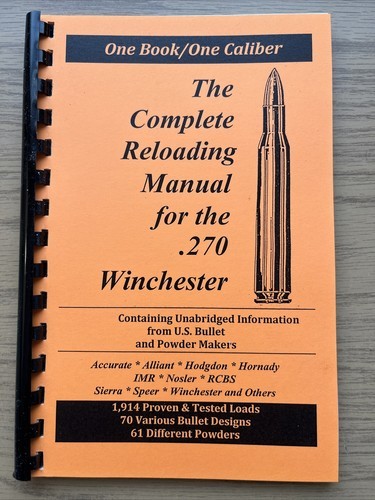 One Book/One Caliber
The
Complete
Reloading
Manual
for the
.270
Winchester
Containing Unabridged Information
from U.S. Bullet
and Powder Makers
Accurate * Alliant * Hodgdon * Hornady
IMR * Nosler * RCBS
Sierra * Speer * Winchester and Others
1,914 Proven & Tested Loads
70 Various Bullet Designs
61 Different Powders